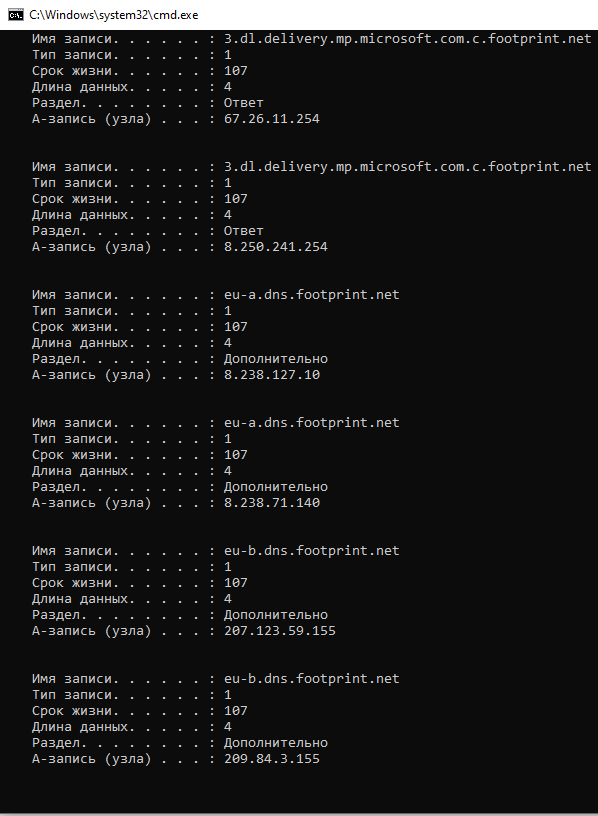 C:\Windows\system32\cmd.exe
Имя записи. . . . . . : 3.dl.delivery.mp.microsoft.com.c.footprint.net
Тип записи. . . . . . : 1
Срок жизни. . . . . . : 107
Длина данных. . . . . : 4
Раздел. . . . . . . . : Ответ
А-запись (узла) . . . : 67.26.11.254
Имя записи. . . . . . : 3.dl.delivery.mp.microsoft.com.c.footprint.net
Тип записи. . . . . . : 1
Срок жизни. . . . . . : 107
Длина данных. . . . . : 4
Раздел. . . . . . . . : Ответ
А-запись (узла) . . . : 8.250.241.254
Имя записи. . . . . . : eu-a.dns.footprint.net
Тип записи. . . . . . : 1
Срок жизни. . . . . . : 107
Длина данных. . . . . : 4
Раздел. . . . . . . . : Дополнительно
А-запись (узла) . . . : 8.238.127.10
Имя записи. . . . . . : eu-a.dns.footprint.net
Тип записи. . . . . . : 1
Срок жизни. . . . . . : 107
Длина данных. . . . . : 4
Раздел. . . . . . . . : Дополнительно
А-запись (узла) . . . : 8.238.71.140
Имя записи. . . . . . : eu-b.dns.footprint.net
Тип записи. . . . . . : 1
Срок жизни. . . . . . : 107
Длина данных. . . . . : 4
Раздел. . . . . . . . : Дополнительно
А-запись (узла) . . . : 207.123.59.155
Имя записи. . . . . . : eu-b.dns.footprint.net
Тип записи. . . . . . : 1
Срок жизни. . . . . . : 107
Длина данных. . . . . : 4
Раздел. . . . . . . . : Дополнительно
А-запись (узла) . . . : 209.84.3.155